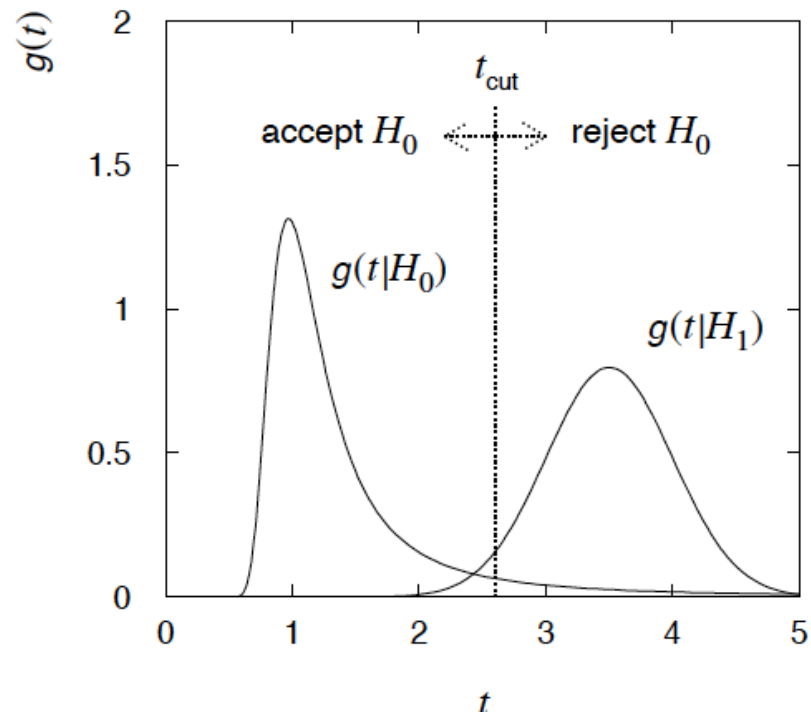 g(t)
2
1.5
1
0.5
0
t_cut
accept H_0
reject H_0
g(t|H_0)
g(t|H_1)
0 1 2 3 4 5
t